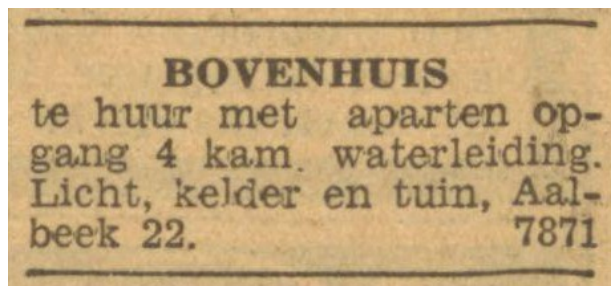 BOVENHUIS
te huur met aparten op-
gang 4 kam. waterleiding.
Licht, kelder en tuin, Aal-
beek 22. 7871